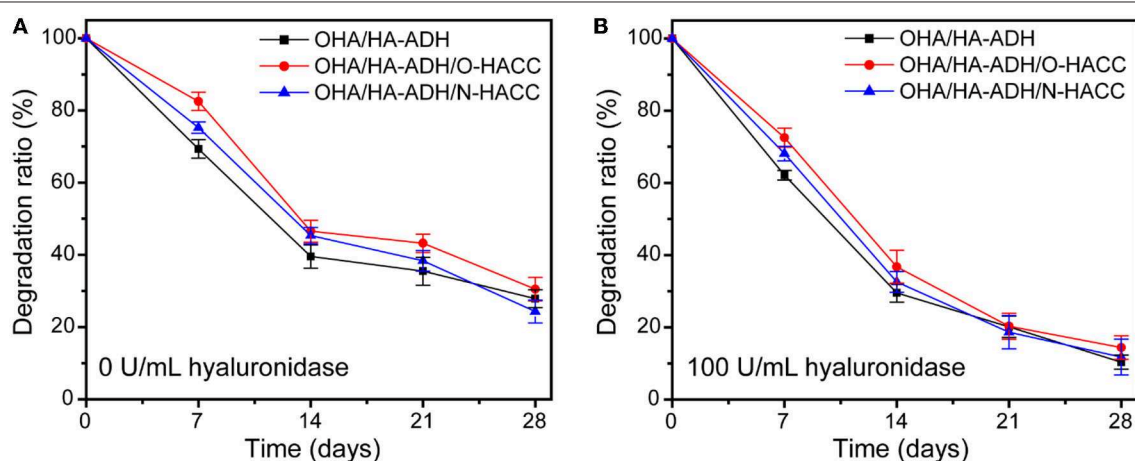 A
OHA/HA-ADH
OHA/HA-ADH/O-HACC
OHA/HA-ADH/N-HACC
Degradation ratio (%)
100
80
60
40
20
0
0 U/mL hyaluronidase
0 7 14 21 28
Time (days)
B
OHA/HA-ADH
OHA/HA-ADH/O-HACC
OHA/HA-ADH/N-HACC
Degradation ratio (%)
100
80
60
40
20
0
100 U/mL hyaluronidase
0 7 14 21 28
Time (days)